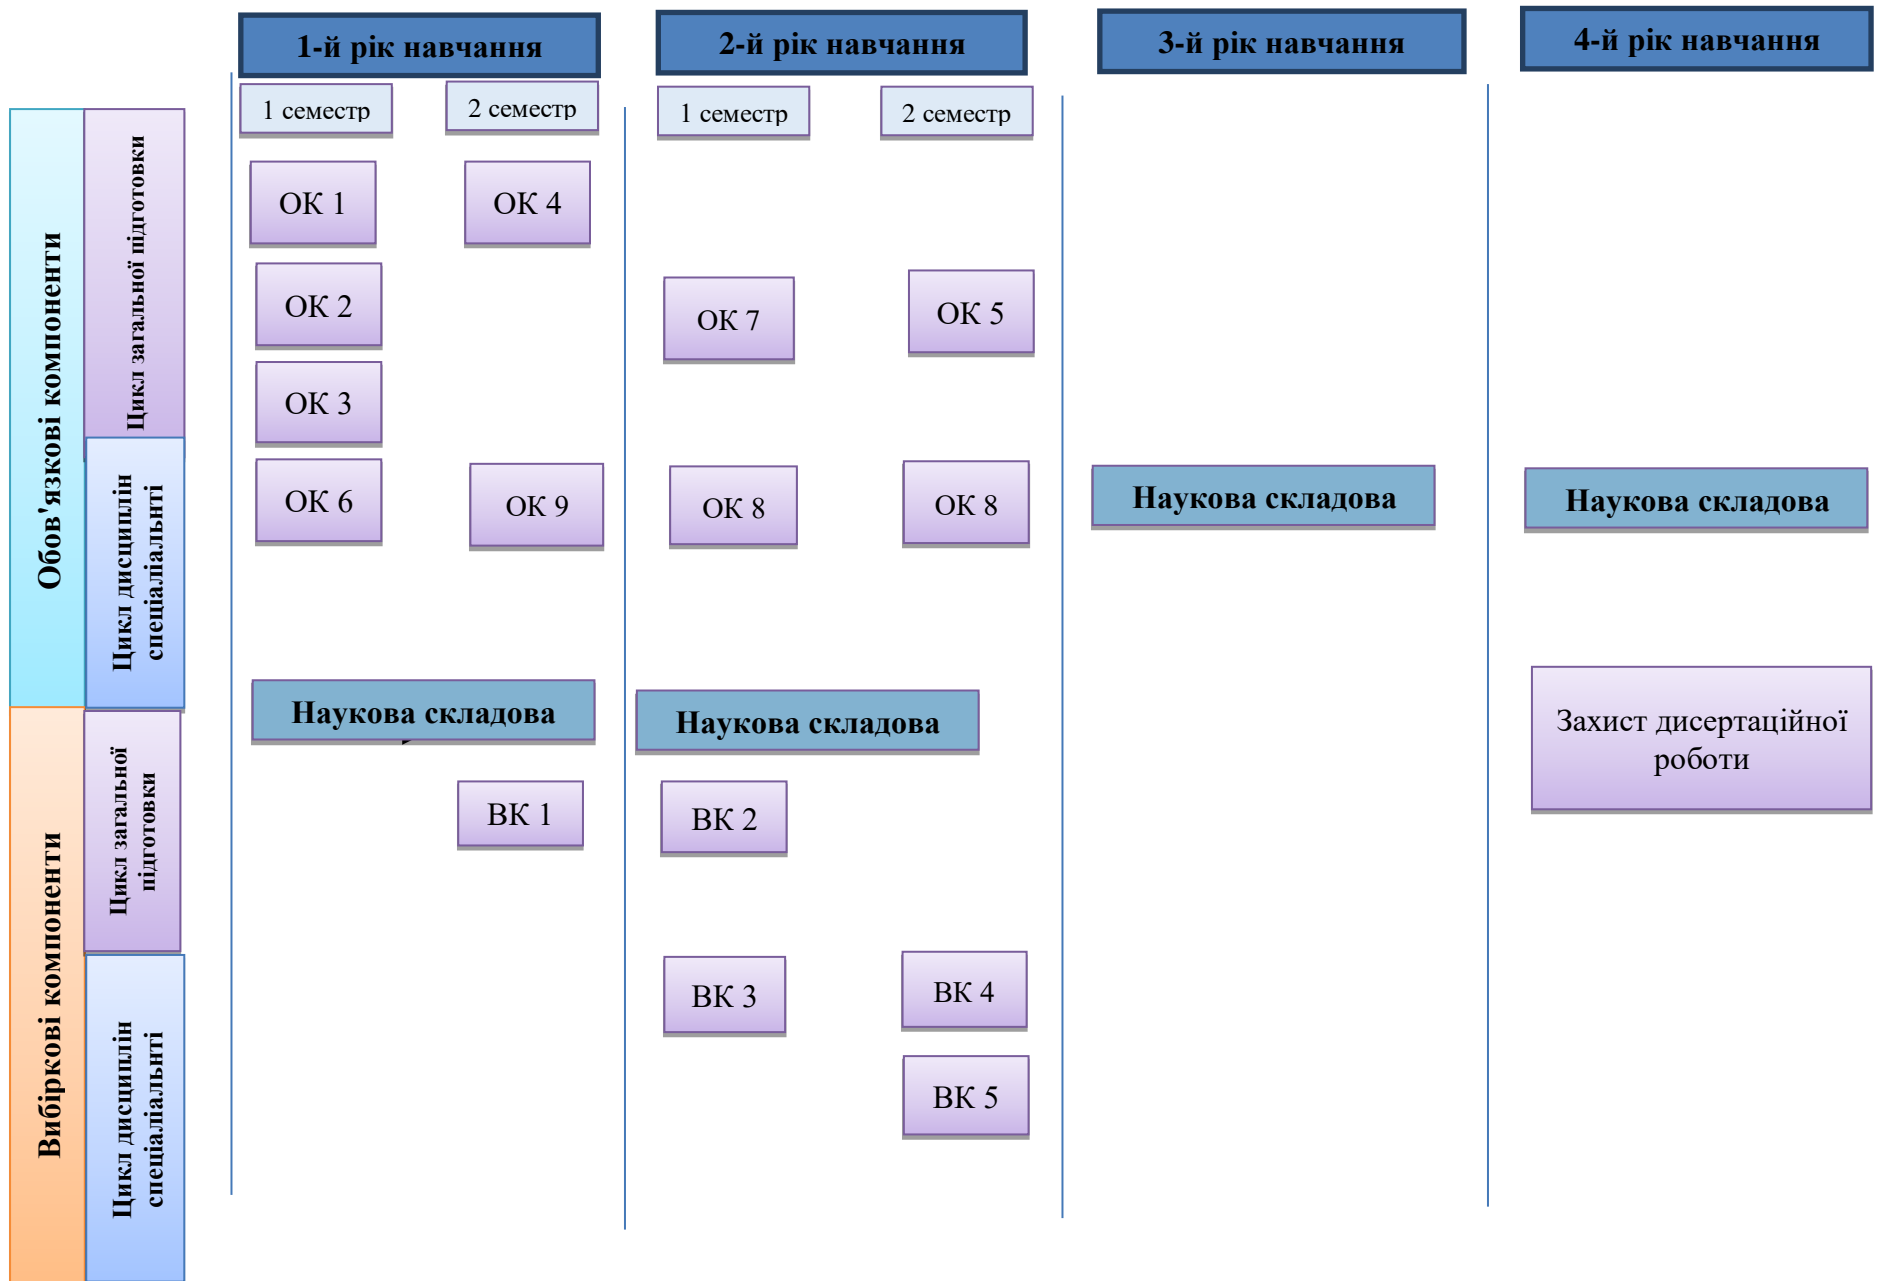 1-й рік навчання
2-й рік навчання
3-й рік навчання
4-й рік навчання
1 семестр
2 семестр
1 семестр
2 семестр
Обов'язкові компоненти
Цикл загальної підготовки
ОК 1
ОК 4
ОК 2
ОК 7
ОК 5
ОК 3
Цикл дисциплін
спеціаліальнті
ОК 6
ОК 9
ОК 8
ОК 8
Наукова складова
Наукова складова
Наукова складова
Наукова складова
Захист дисертаційної
роботи
Вибіркові компоненти
Цикл загальної
підготовки
ВК 1
ВК 2
Цикл дисциплін
спеціаліальнті
ВК 3
ВК 4
ВК 5